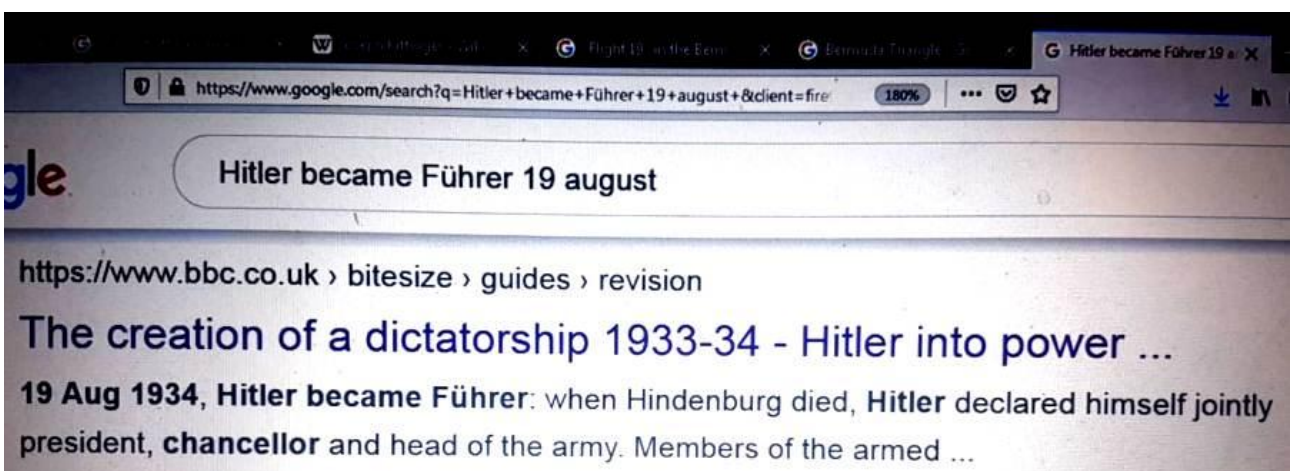 Flight 19
Bermuda Triangle
Hitler became Führer 19 a
https://www.google.com/search?q=Hitler+became+Führer+19+august+&client=fire
180%
gle
Hitler became Führer 19 august
https://www.bbc.co.uk › bitesize › guides › revision
The creation of a dictatorship 1933-34 - Hitler into power ...
19 Aug 1934, Hitler became Führer: when Hindenburg died, Hitler declared himself jointly
president, chancellor and head of the army. Members of the armed ...